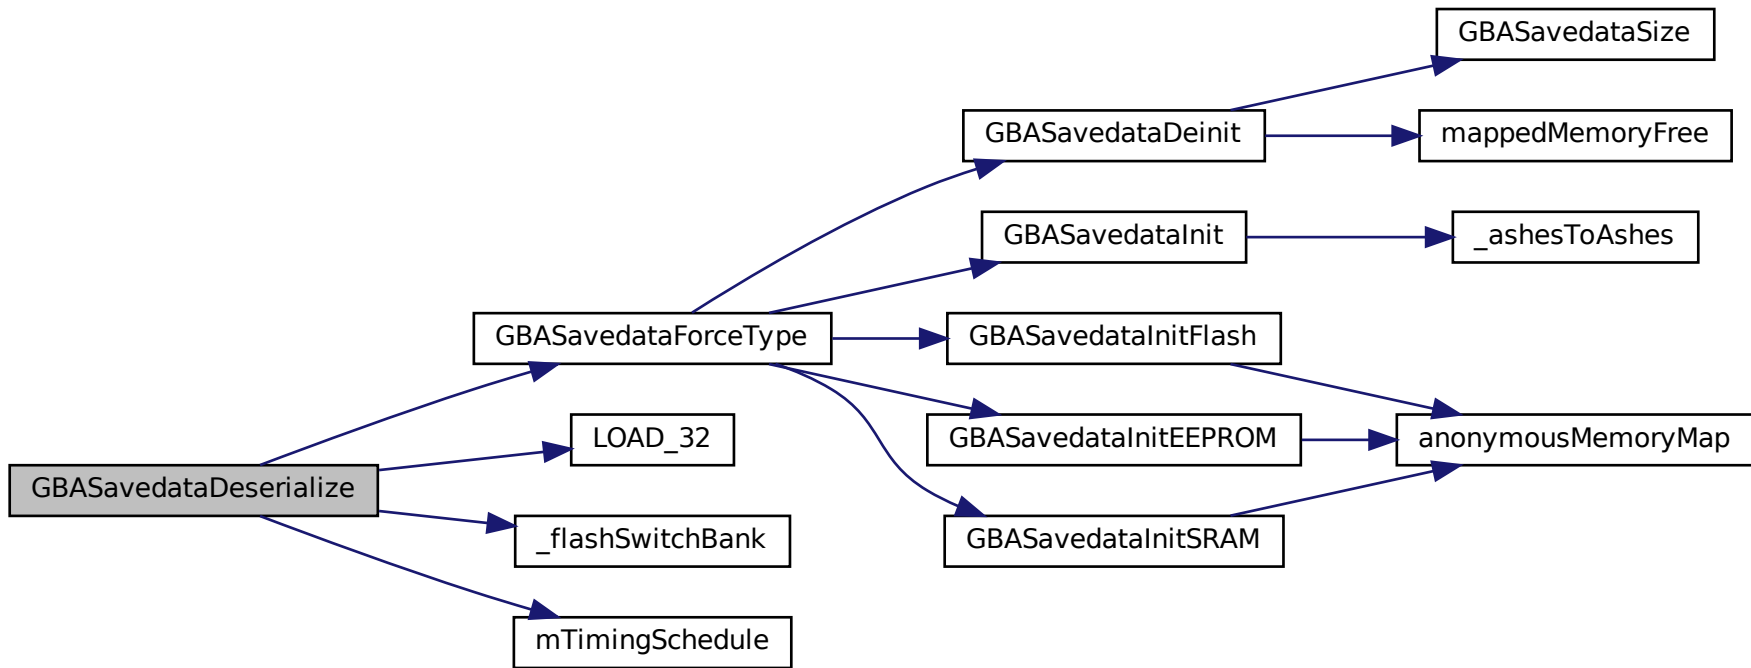 GBASavedataSize
GBASavedataDeinit
mappedMemoryFree
GBASavedataInit
_ashesToAshes
GBASavedataForceType
GBASavedataInitFlash
LOAD_32
GBASavedataInitEEPROM
anonymousMemoryMap
GBASavedataDeserialize
_flashSwitchBank
GBASavedataInitSRAM
mTimingSchedule